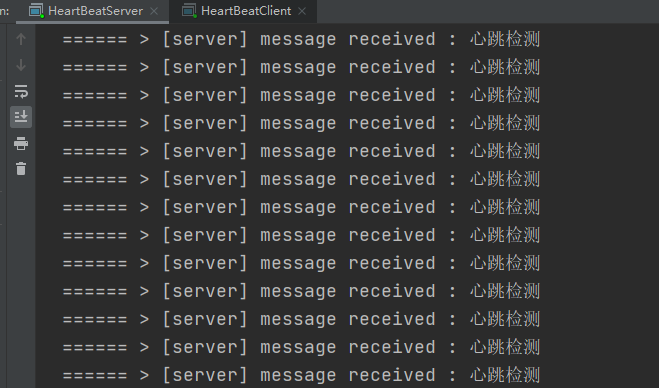 n: HeartBeatServer × HeartBeatClient ×
====== > [server] message received : 心跳检测
====== > [server] message received : 心跳检测
====== > [server] message received : 心跳检测
====== > [server] message received : 心跳检测
====== > [server] message received : 心跳检测
====== > [server] message received : 心跳检测
====== > [server] message received : 心跳检测
====== > [server] message received : 心跳检测
====== > [server] message received : 心跳检测
====== > [server] message received : 心跳检测
====== > [server] message received : 心跳检测
====== > [server] message received : 心跳检测
====== > [server] message received : 心跳检测